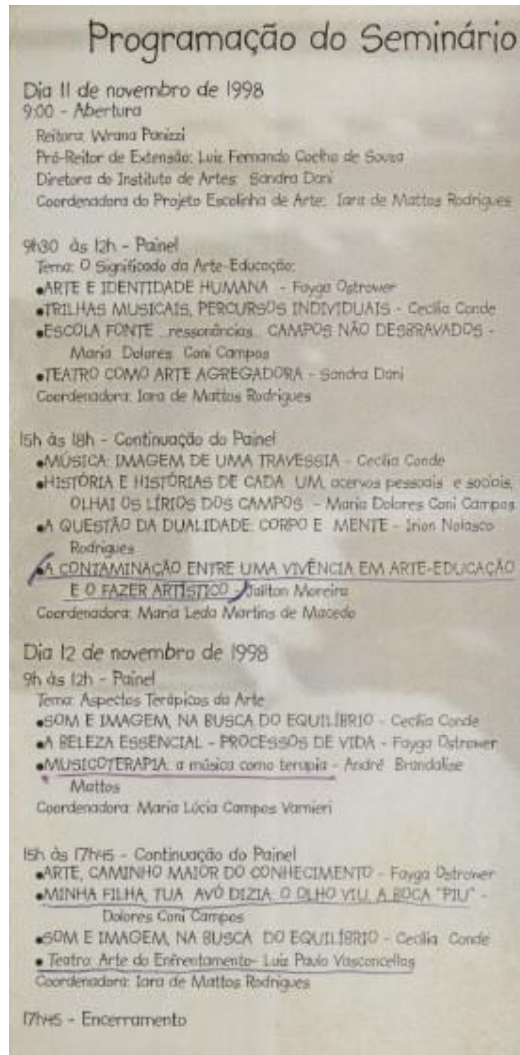 Programação do Seminário
Dia 11 de novembro de 1998
9:00 - Abertura
Reitora: Wrana Panizzi
Pró-Reitor de Extensão: Luiz Fernando Coelho de Souza
Diretora do Instituto de Artes: Sandra Dani
Coordenadora do Projeto Escolinha de Arte: Iara de Mattos Rodrigues
9h30 às 12h - Painel
Tema: O Significado da Arte-Educação:
•ARTE E IDENTIDADE HUMANA - Fayga Ostrower
•TRILHAS MUSICAIS, PERCURSOS INDIVIDUAIS - Cecília Conde
•ESCOLA FONTE ...ressonâncias... CAMPOS NÃO DESBRAVADOS -
Maria Dolores Coni Campos
•TEATRO COMO ARTE AGREGADORA - Sandra Dani
Coordenadora: Iara de Mattos Rodrigues
15h às 18h - Continuação do Painel
•MÚSICA: IMAGEM DE UMA TRAVESSIA - Cecília Conde
•HISTÓRIA E HISTÓRIAS DE CADA UM, acervos pessoais e sociais,
OLHAI OS LÍRIOS DOS CAMPOS - Maria Dolores Coni Campos
•A QUESTÃO DA DUALIDADE: CORPO E MENTE - Irion Nolasco
Rodrigues
•A CONTAMINAÇÃO ENTRE UMA VIVÊNCIA EM ARTE-EDUCAÇÃO
E O FAZER ARTÍSTICO - Jailton Moreira
Coordenadora: Maria Leda Martins de Macedo
Dia 12 de novembro de 1998
9h às 12h - Painel
Tema: Aspectos Terápicos da Arte
•SOM E IMAGEM, NA BUSCA DO EQUILÍBRIO - Cecília Conde
•A BELEZA ESSENCIAL - PROCESSOS DE VIDA - Fayga Ostrower
•MUSICOTERAPIA: a música como terapia - André Brandalise
Mattos
Coordenadora: Maria Lúcia Campos Varnieri
15h às 17h45 - Continuação do Painel
•ARTE, CAMINHO MAIOR DO CONHECIMENTO - Fayga Ostrower
•MINHA FILHA, TUA AVÓ DIZIA: O OLHO VIU, A BOCA "PIU" -
Dolores Coni Campos
•SOM E IMAGEM, NA BUSCA DO EQUILÍBRIO - Cecília Conde
• Teatro: Arte do Enfrentamento- Luiz Paulo Vasconcellos
Coordenadora: Iara de Mattos Rodrigues
17h45 - Encerramento